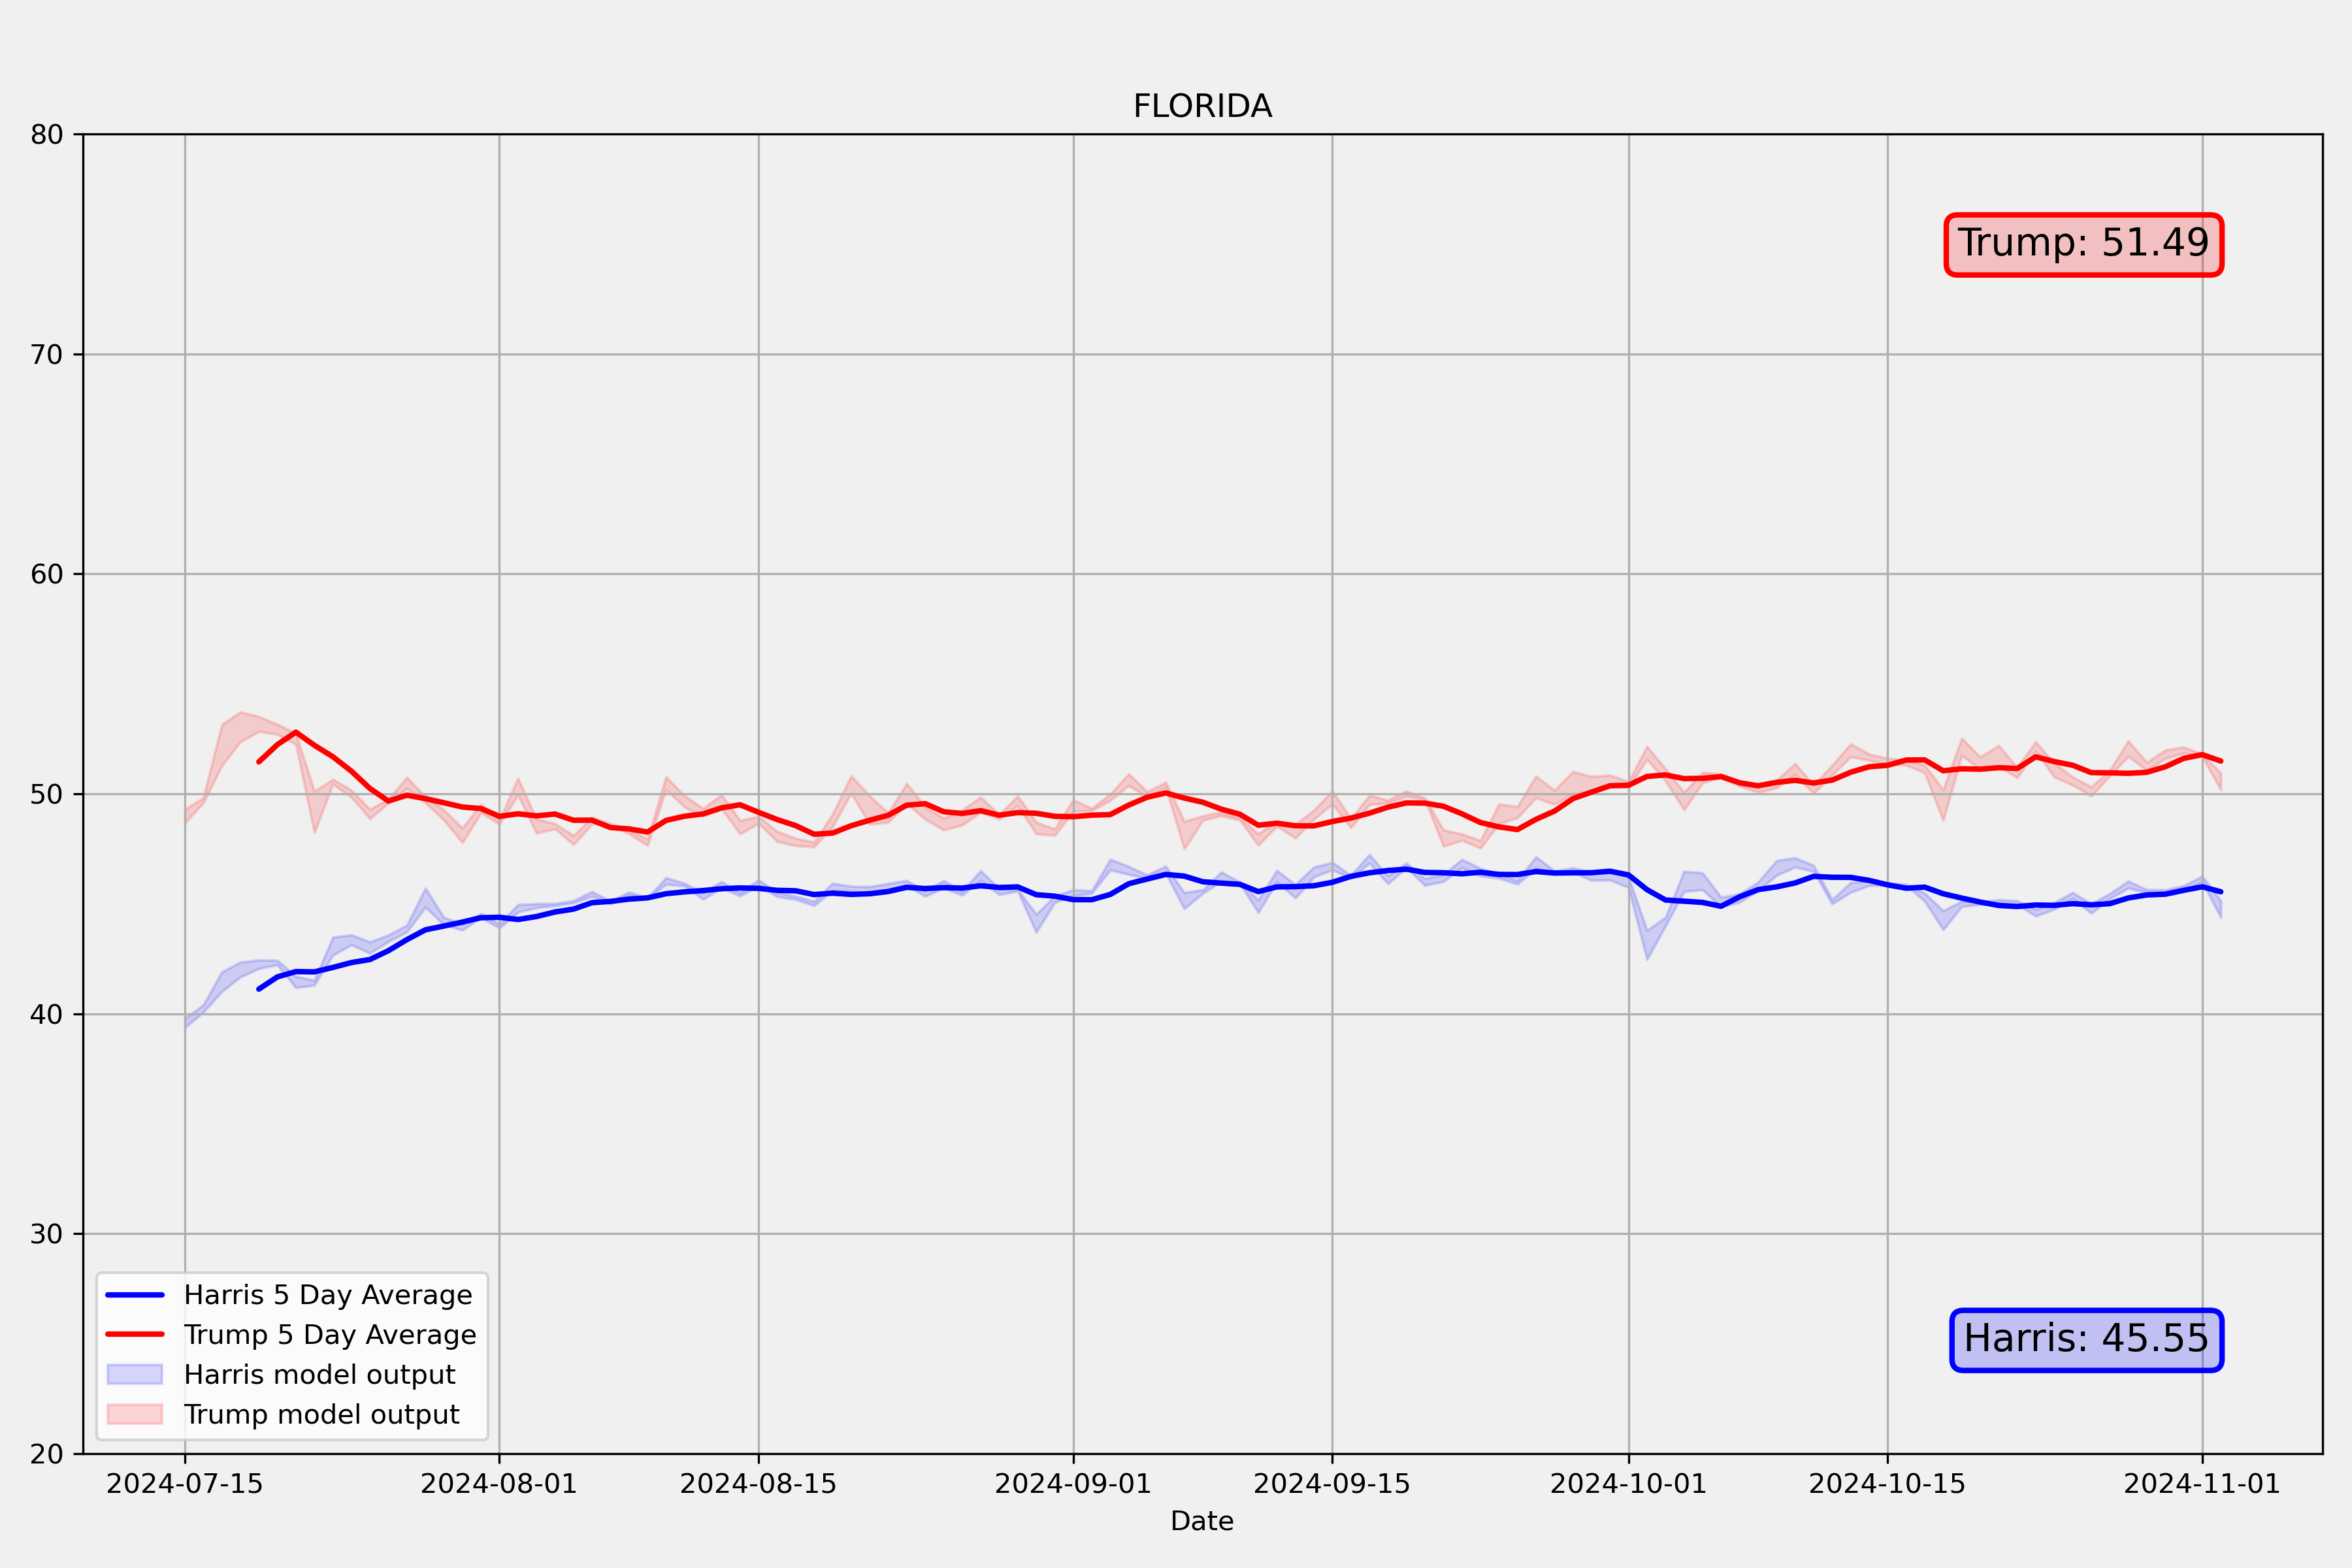 FLORIDA
80
70
60
50
40
30
20
Trump: 51.49
Harris: 45.55
Harris 5 Day Average
Trump 5 Day Average
Harris model output
Trump model output
2024-07-15 2024-08-01 2024-08-15 2024-09-01 2024-09-15 2024-10-01 2024-10-15 2024-11-01
Date